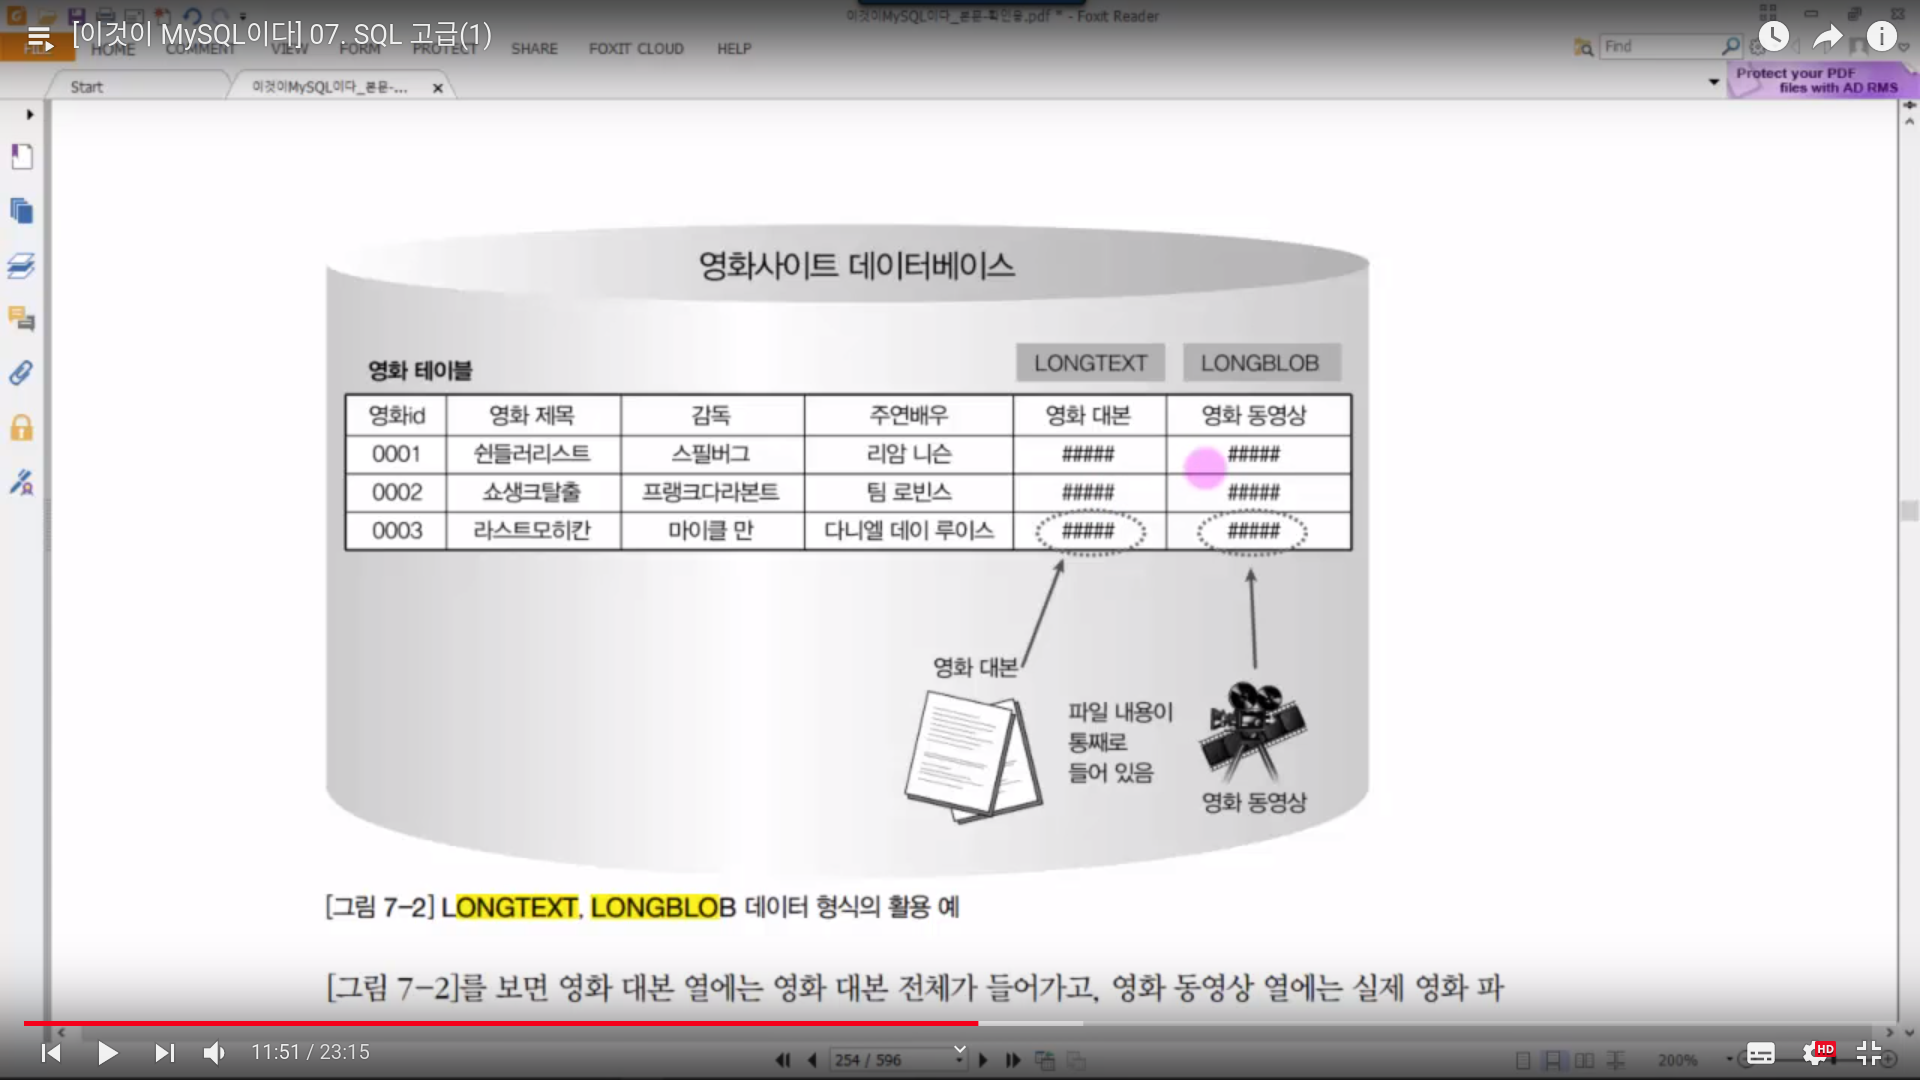 [이것이 MySQL이다] 07. SQL 고급(1)
이것이MySQL이다_본문-확인용.pdf * - Foxit Reader
HOME COMMENT VIEW FORM PROTECT SHARE FOXIT CLOUD HELP
Find
Start
이것이MySQL이다_본문-...
Protect your PDF
files with AD RMS
영화사이트 데이터베이스
LONGTEXT LONGBLOB
영화 테이블
영화id 영화 제목 감독 주연배우 영화 대본 영화 동영상
0001 쉰들러리스트 스필버그 리암 니슨 ##### #####
0002 쇼생크탈출 프랭크다라본트 팀 로빈스 ##### #####
0003 라스트모히칸 마이클 만 다니엘 데이 루이스 ##### #####
영화 대본
파일 내용이
통째로
들어 있음
영화 동영상
[그림 7-2] LONGTEXT, LONGBLOB 데이터 형식의 활용 예
[그림 7-2]를 보면 영화 대본 열에는 영화 대본 전체가 들어가고, 영화 동영상 열에는 실제 영화 파
11:51 / 23:15
254 / 596
HD
200%